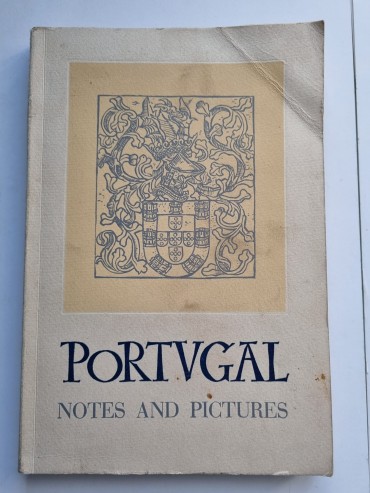 PORTVGAL
NOTES AND PICTURES